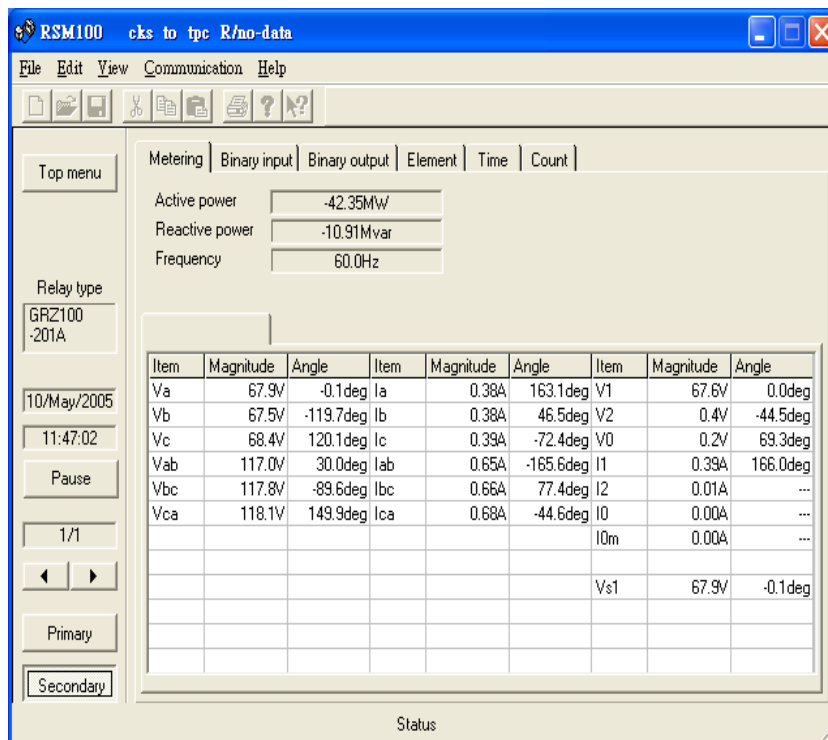 RSM100 cks to tpc R/no-data
File Edit View Communication Help
Top menu
Metering Binary input Binary output Element Time Count
Active power -42.35MW
Reactive power -10.91Mvar
Frequency 60.0Hz
Relay type
GRZ100
-201A
10/May/2005
11:47:02
Pause
1/1
Primary
Secondary
Item Magnitude Angle Item Magnitude Angle Item Magnitude Angle
Va 67.9V -0.1deg Ia 0.38A 163.1deg V1 67.6V 0.0deg
Vb 67.5V -119.7deg Ib 0.38A 46.5deg V2 0.4V -44.5deg
Vc 68.4V 120.1deg Ic 0.39A -72.4deg V0 0.2V 69.3deg
Vab 117.0V 30.0deg Iab 0.65A -165.6deg I1 0.39A 166.0deg
Vbc 117.8V -89.6deg Ibc 0.66A 77.4deg I2 0.01A ---
Vca 118.1V 149.9deg Ica 0.68A -44.6deg I0 0.00A ---
I0m 0.00A ---
Vs1 67.9V -0.1deg
Status